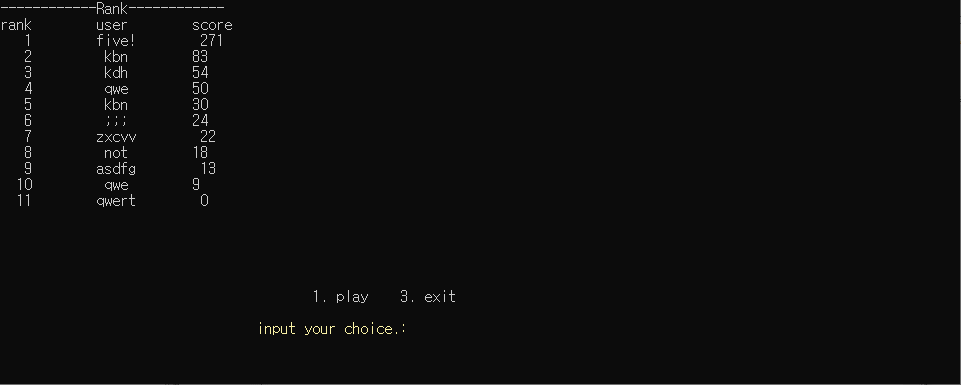 ------------Rank------------
rank        user        score
   1        five!        271
   2         kbn        83
   3         kdh        54
   4         qwe        50
   5         kbn        30
   6         ;;;        24
   7        zxcvv        22
   8         not        18
   9        asdfg        13
  10         qwe        9
  11        qwert        0
1. play    3. exit
input your choice.: